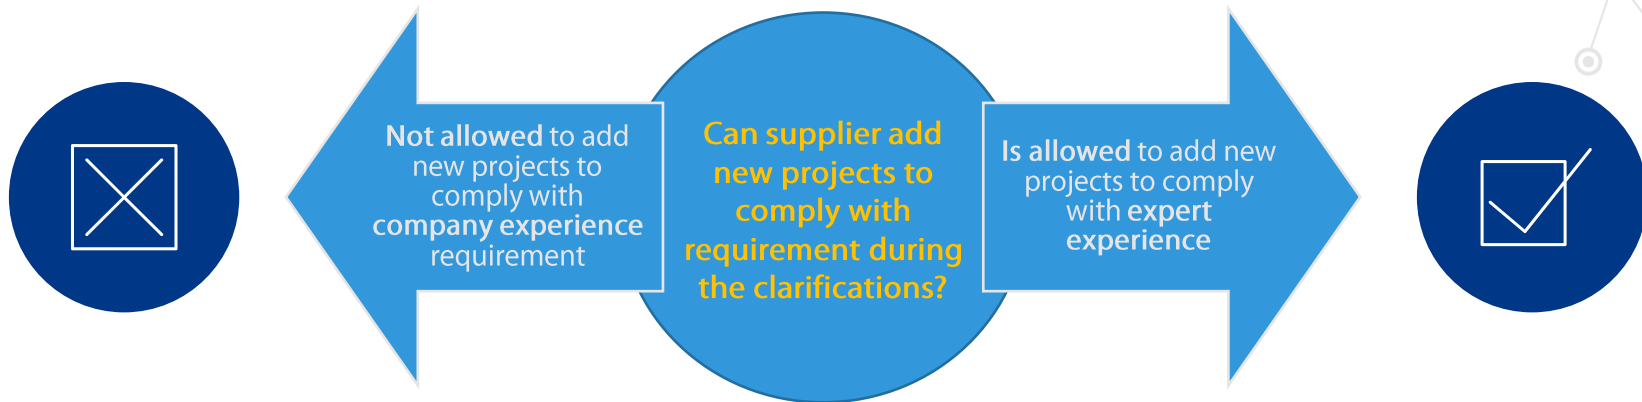 Not allowed to add
new projects to
comply with
company experience
requirement
Can supplier add
new projects to
comply with
requirement during
the clarifications?
Is allowed to add new
projects to comply
with expert
experience